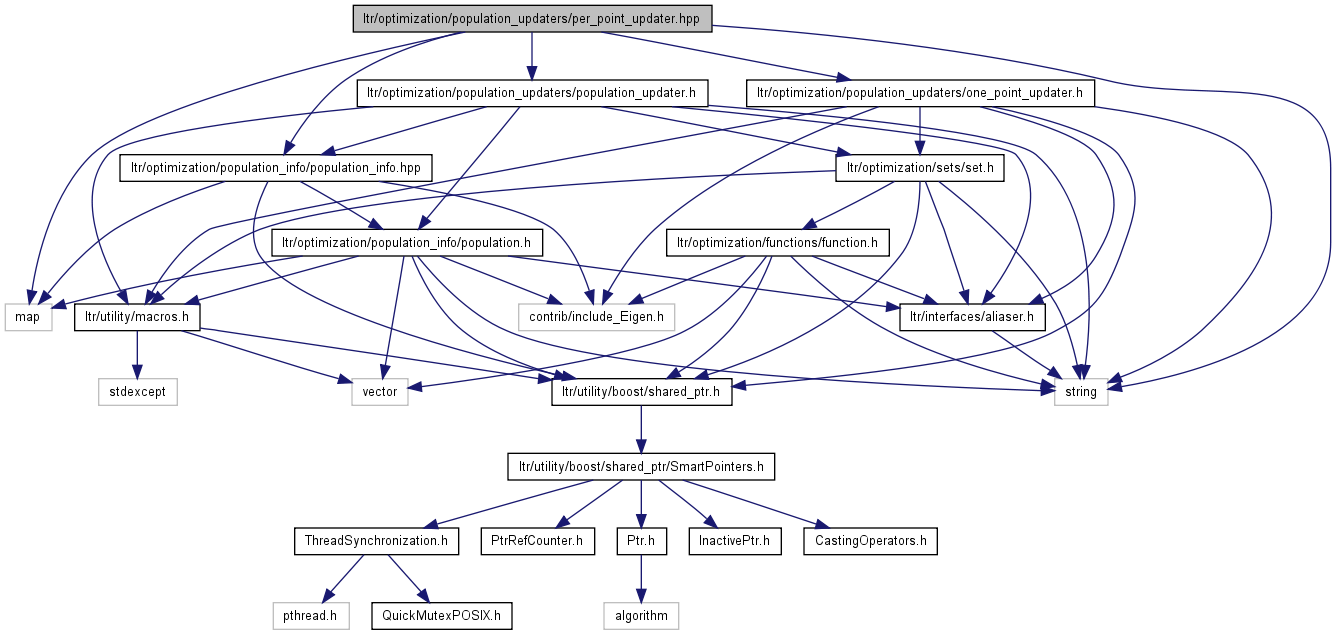 ltr/optimization/population_updaters/per_point_updater.hpp
ltr/optimization/population_updaters/population_updater.h
ltr/optimization/population_updaters/one_point_updater.h
ltr/optimization/population_info/population_info.hpp
ltr/optimization/sets/set.h
ltr/optimization/population_info/population.h
ltr/optimization/functions/function.h
map
ltr/utility/macros.h
contrib/include_Eigen.h
ltr/interfaces/aliaser.h
stdexcept
vector
ltr/utility/boost/shared_ptr.h
string
ltr/utility/boost/shared_ptr/SmartPointers.h
ThreadSynchronization.h
PtrRefCounter.h
Ptr.h
InactivePtr.h
CastingOperators.h
pthread.h
QuickMutexPOSIX.h
algorithm